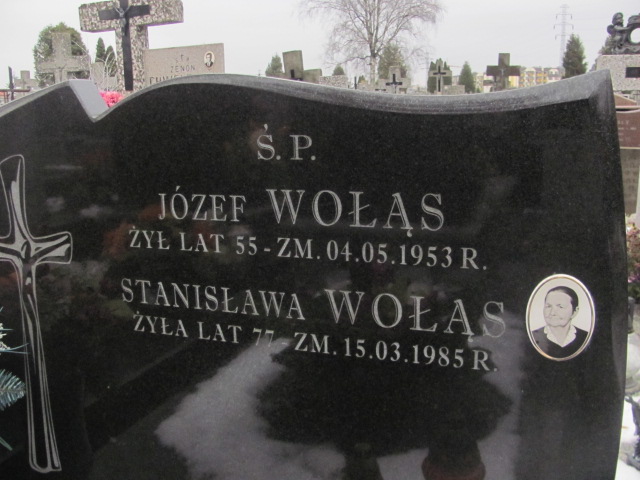 Ś.P.
JÓZEF WOŁĄS
ŻYŁ LAT 55 - ZM. 04.05.1953 R.
STANISŁAWA WOŁĄS
ŻYŁA LAT 77 - ZM. 15.03.1985 R.
ZENON